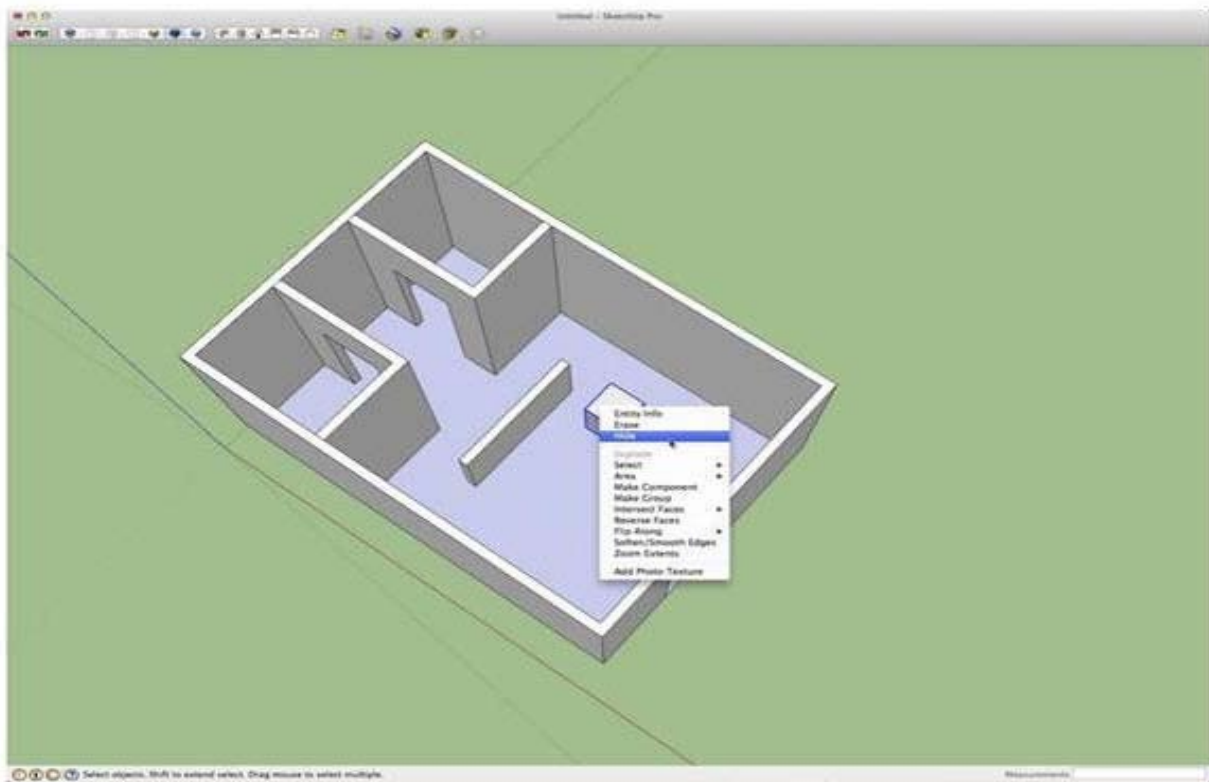 Untitled - SketchUp Pro
Entity Info
Erase
Hide
Select
Area
Make Component
Make Group
Intersect Faces
Reverse Faces
Flip Along
Soften/Smooth Edges
Zoom Extents
Add Photo Texture
Select objects. Shift to extend select. Drag mouse to select multiple.
Measurements